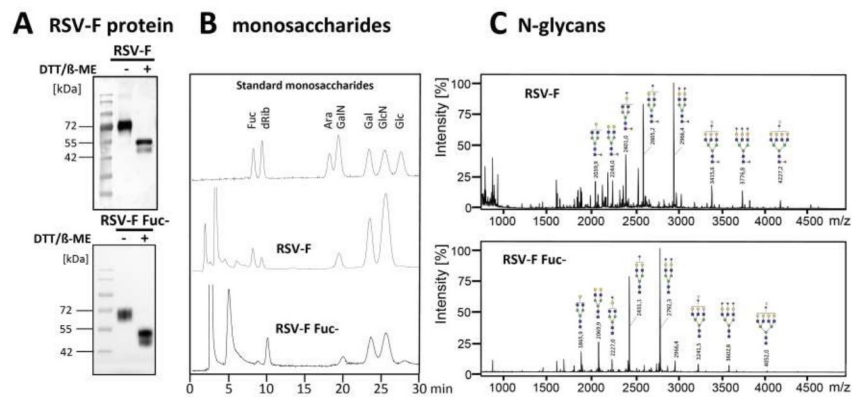 A RSV-F protein
RSV-F
DTT/ß-ME - +
[kDa]
72
55
42
RSV-F Fuc-
DTT/ß-ME - +
[kDa]
72
55
42
B monosaccharides
Standard monosaccharides
Fuc
dRib
Ara
GalN
Gal
GlcN
Glc
RSV-F
RSV-F Fuc-
0 5 10 15 20 25 30 min
C N-glycans
Intensity [%]
100
75
50
25
0
RSV-F
2039,9
2244,0
2401,0
2605,2
2966,4
3415,8
3776,8
4227,3
1000 1500 2000 2500 3000 3500 4000 4500 m/z
Intensity [%]
100
75
50
25
0
RSV-F Fuc-
1865,9
2069,9
2227,0
2431,1
2792,3
2966,4
3241,5
3602,8
4052,0
1000 1500 2000 2500 3000 3500 4000 4500 m/z